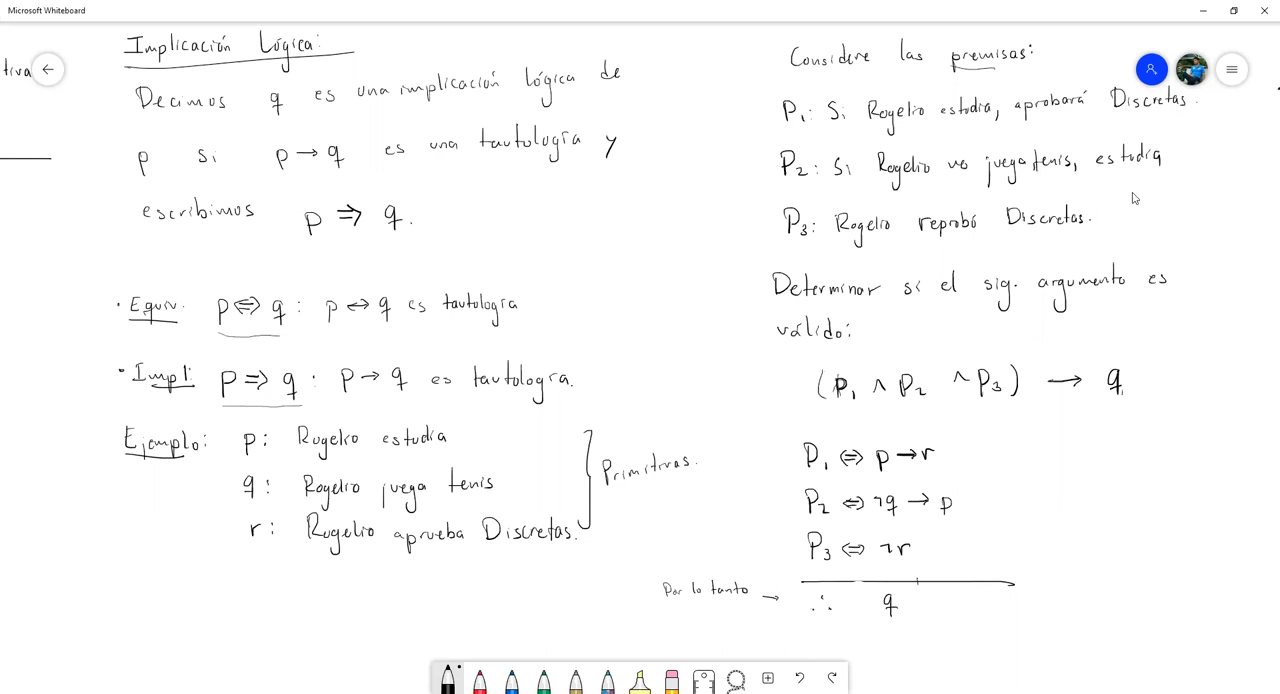 Microsoft Whiteboard
tiva
Implicación Lógica:
Decimos q es una implicación lógica de
p si p → q es una tautología y
escribimos p ⇒ q.
• Equiv. p ⇔ q : p ↔ q es tautología
• Impl: p ⇒ q : p → q es tautologra.
Ejemplo: p: Rogelio estudia
q: Rogelio juega tenis
r: Rogelio aprueba Discretas.
Primitivas.
Considere las premisas:
P₁: Si Rogelio estudia, aprobará Discretas.
P₂: Si Rogelio no juega tenis, estudia
P₃: Rogelio reprobó Discretas.
Determinar si el sig. argumento es
válido:
(P₁ ∧ P₂ ∧ P₃) → q
P₁ ⇔ p → r
P₂ ⇔ ¬q → p
P₃ ⇔ ¬r
Por lo tanto → ∴ q